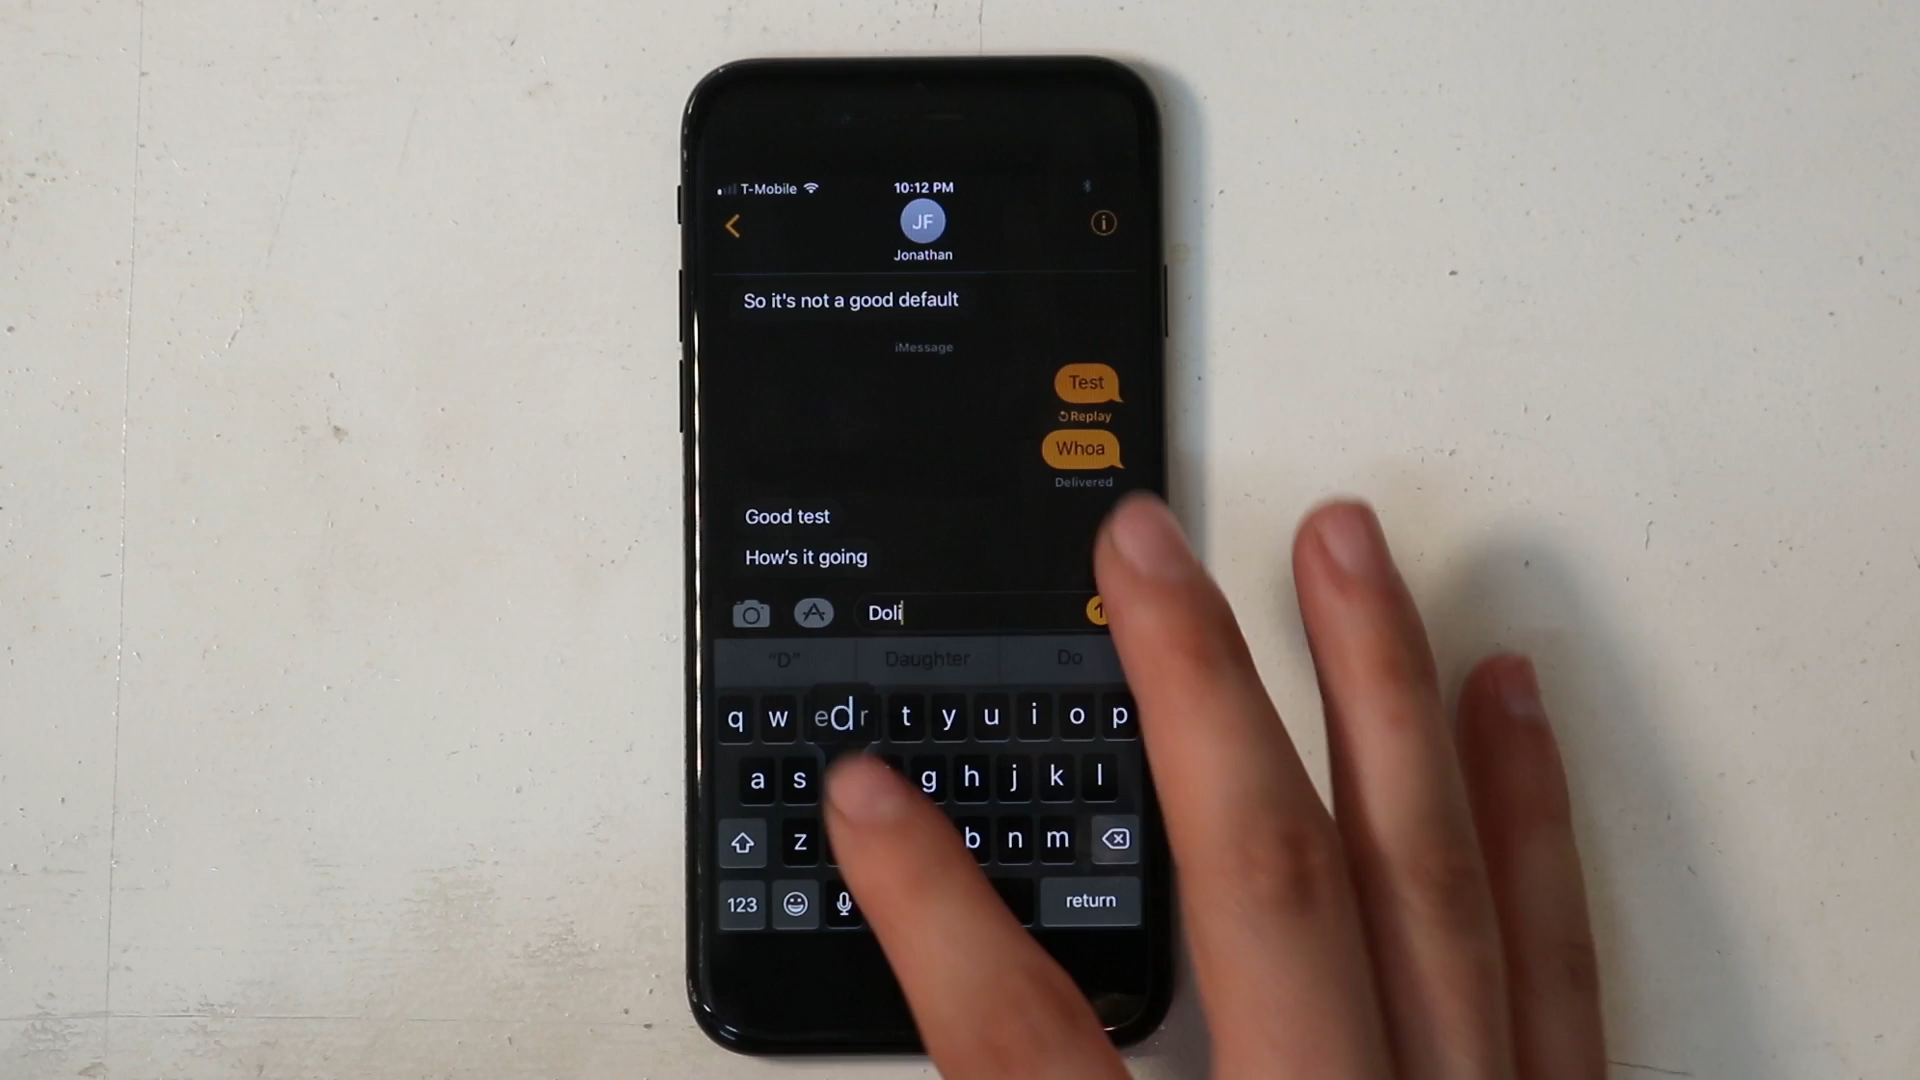 T-Mobile 10:12 PM
JF
Jonathan
So it's not a good default
iMessage
Test
Replay
Whoa
Delivered
Good test
How's it going
Doli
“D” Daughter Do
q w e d r t y u i o p
a s g h j k l
z b n m
123 return